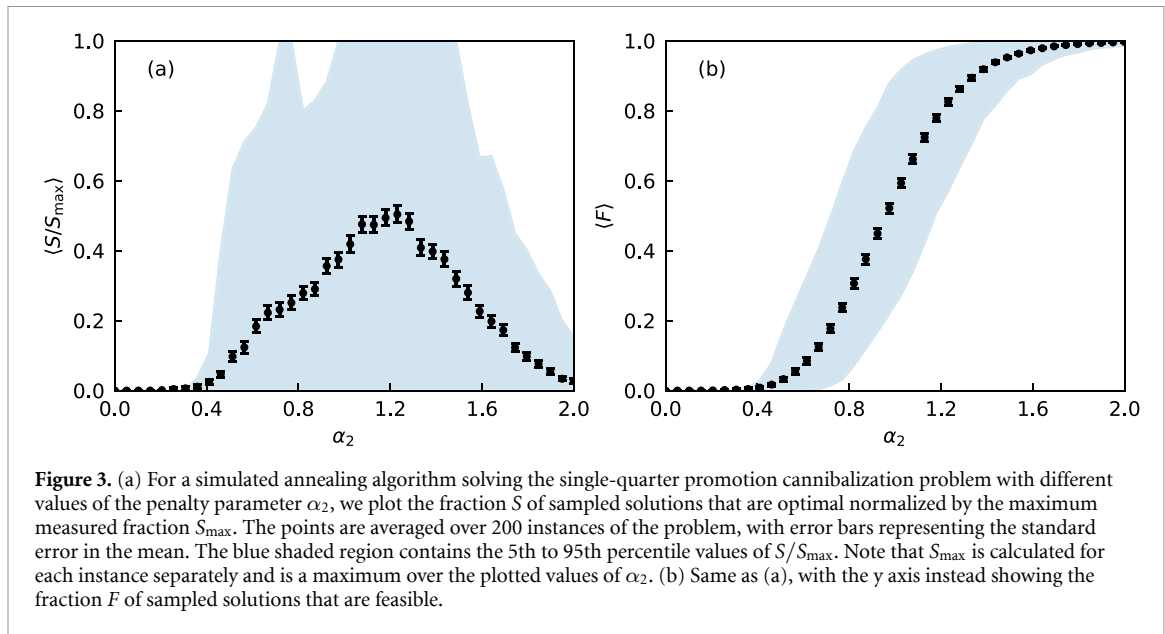 1.0
0.8
0.6
0.4
0.2
0.0
⟨S/S_max⟩
(a)
0.0 0.4 0.8 1.2 1.6 2.0
α₂
1.0
0.8
0.6
0.4
0.2
0.0
⟨F⟩
(b)
0.0 0.4 0.8 1.2 1.6 2.0
α₂
Figure 3. (a) For a simulated annealing algorithm solving the single-quarter promotion cannibalization problem with different
values of the penalty parameter α₂, we plot the fraction S of sampled solutions that are optimal normalized by the maximum
measured fraction S_max. The points are averaged over 200 instances of the problem, with error bars representing the standard
error in the mean. The blue shaded region contains the 5th to 95th percentile values of S/S_max. Note that S_max is calculated for
each instance separately and is a maximum over the plotted values of α₂. (b) Same as (a), with the y axis instead showing the
fraction F of sampled solutions that are feasible.